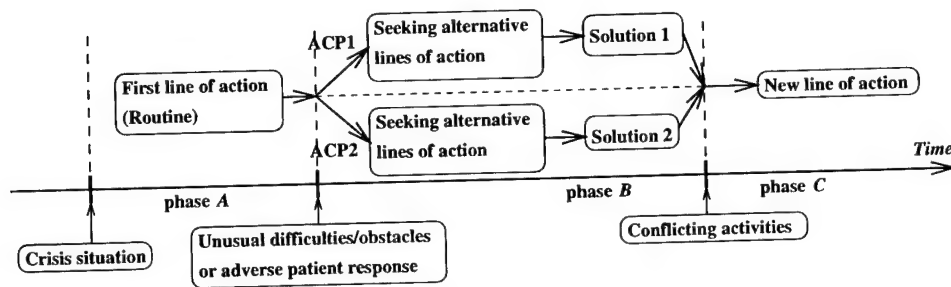 ACP1
Seeking alternative
lines of action
Solution 1
First line of action
(Routine)
New line of action
ACP2
Seeking alternative
lines of action
Solution 2
Time
phase A
phase B
phase C
Crisis situation
Unusual difficulties/obstacles
or adverse patient response
Conflicting activities